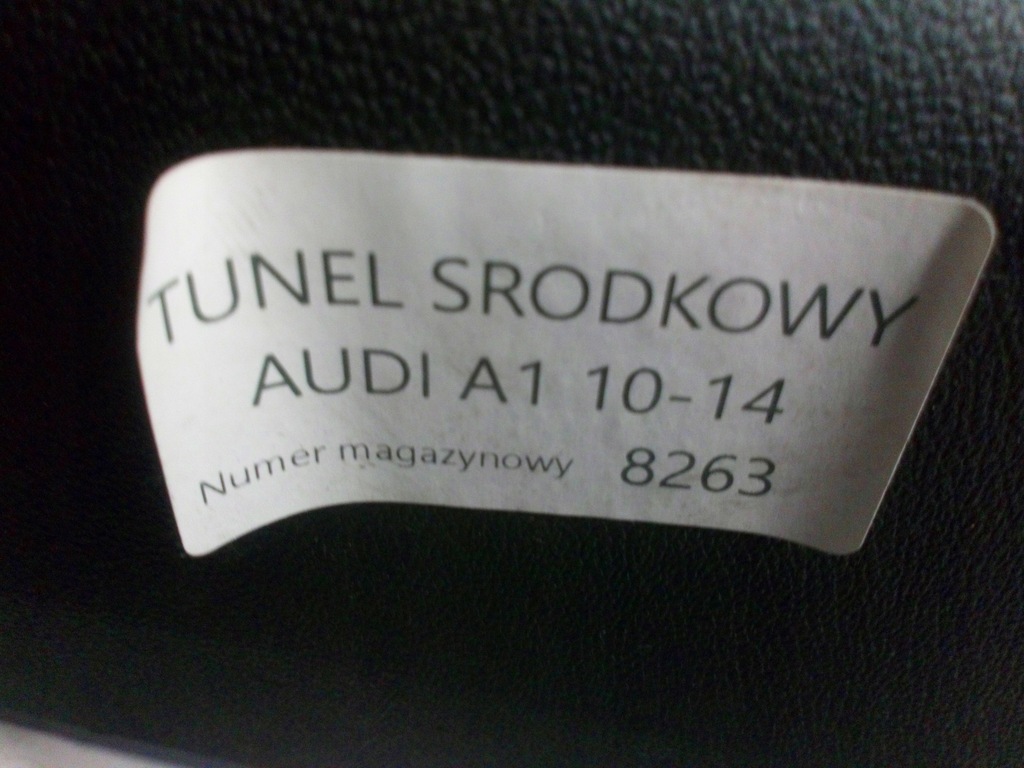 TUNEL SRODKOWY
AUDI A1 10-14
Numer magazynowy 8263